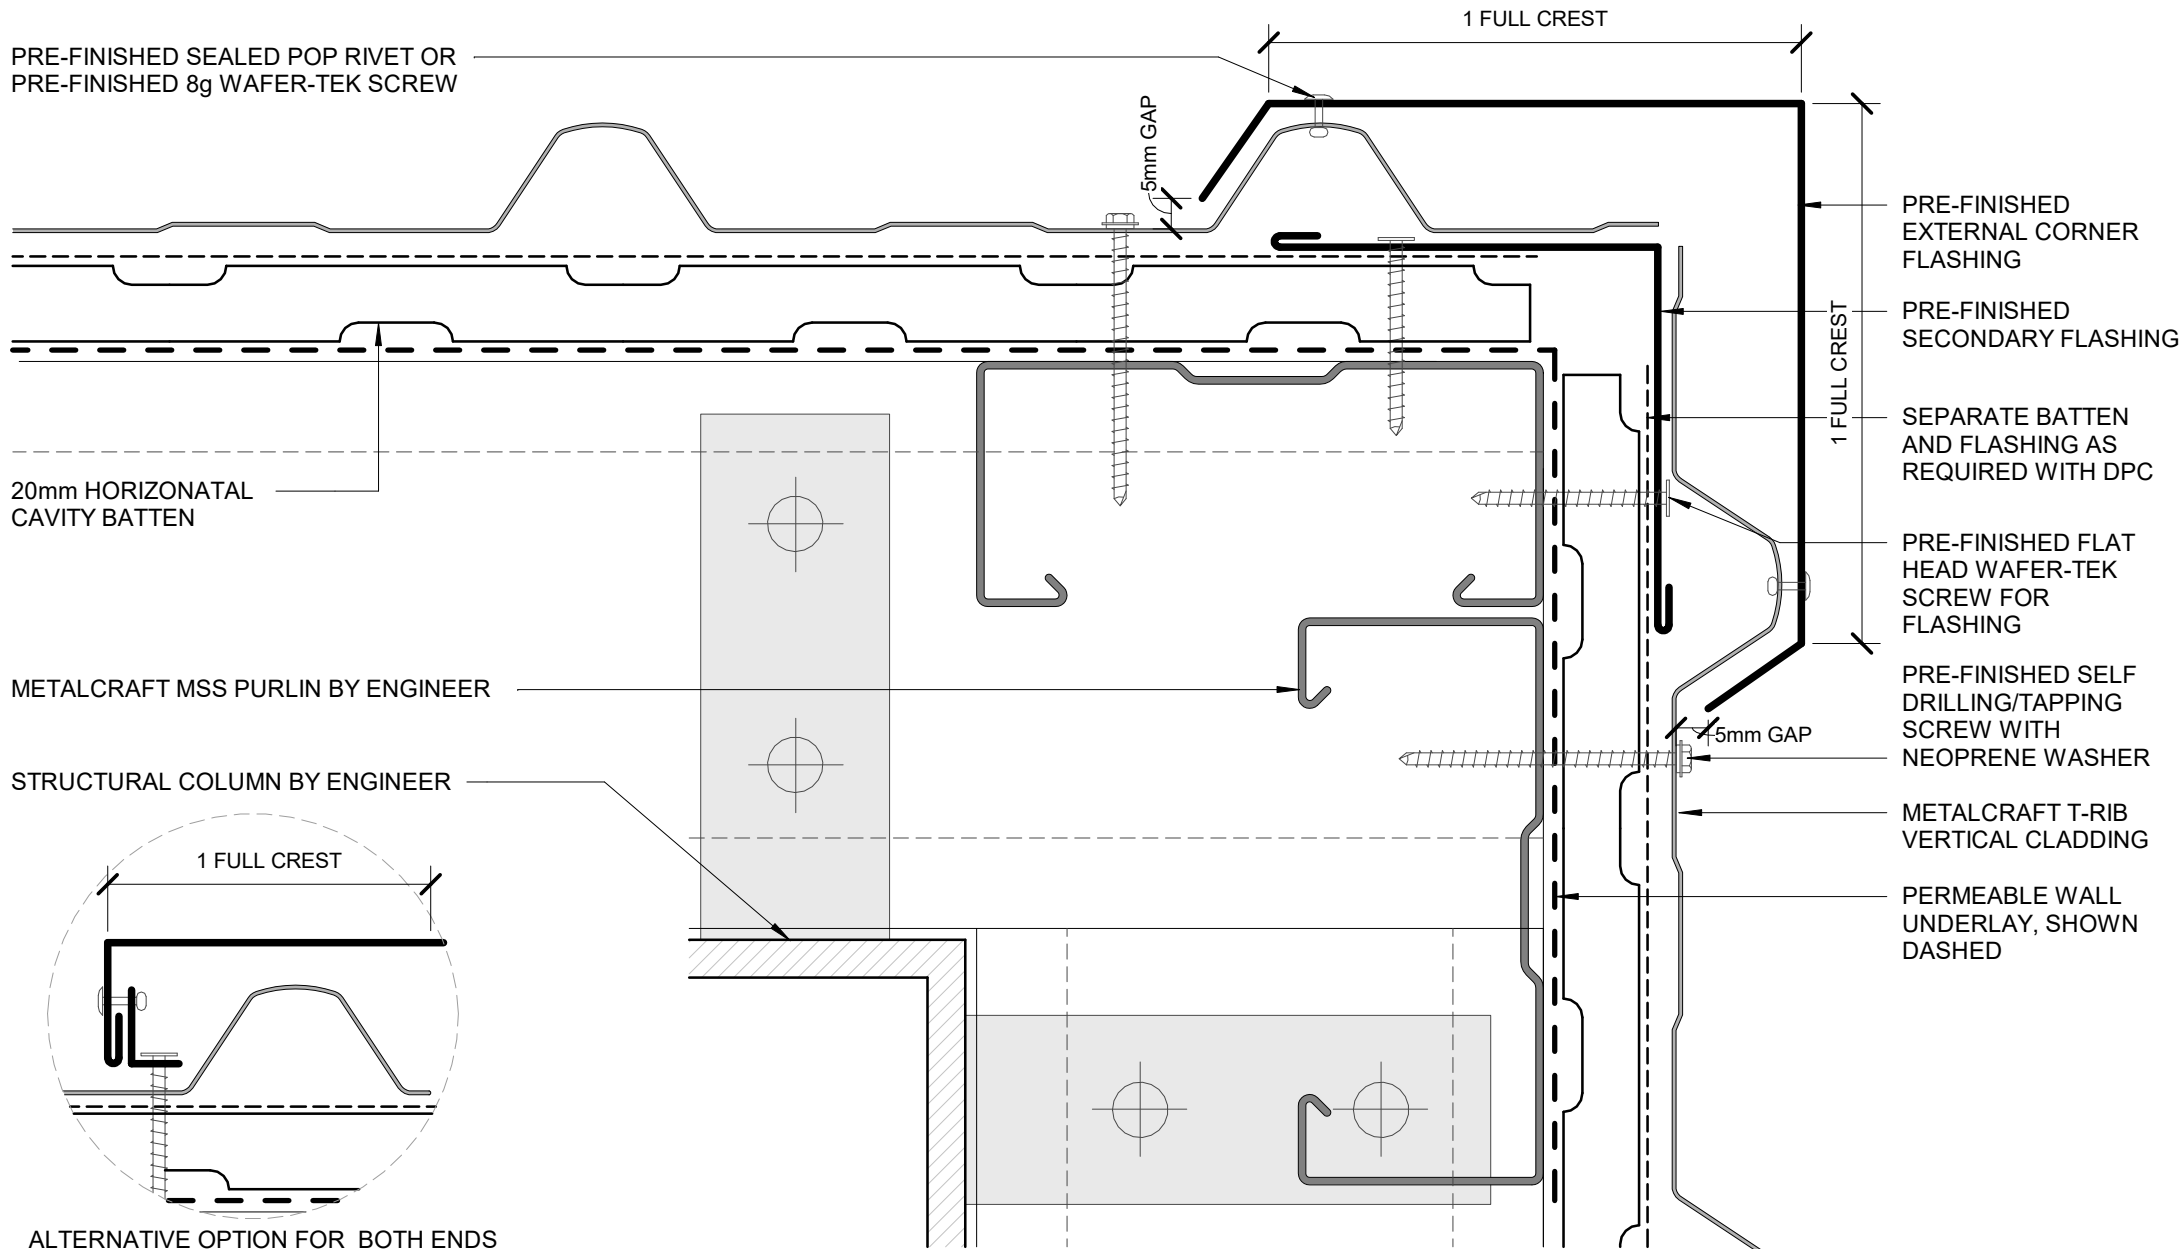 1 FULL CREST
PRE-FINISHED SEALED POP RIVET OR
PRE-FINISHED 8g WAFER-TEK SCREW
5mm GAP
PRE-FINISHED
EXTERNAL CORNER
FLASHING
PRE-FINISHED
SECONDARY FLASHING
1 FULL CREST
SEPARATE BATTEN
AND FLASHING AS
REQUIRED WITH DPC
20mm HORIZONATAL
CAVITY BATTEN
PRE-FINISHED FLAT
HEAD WAFER-TEK
SCREW FOR
FLASHING
METALCRAFT MSS PURLIN BY ENGINEER
PRE-FINISHED SELF
DRILLING/TAPPING
SCREW WITH
NEOPRENE WASHER
5mm GAP
STRUCTURAL COLUMN BY ENGINEER
METALCRAFT T-RIB
VERTICAL CLADDING
1 FULL CREST
PERMEABLE WALL
UNDERLAY, SHOWN
DASHED
ALTERNATIVE OPTION FOR BOTH ENDS